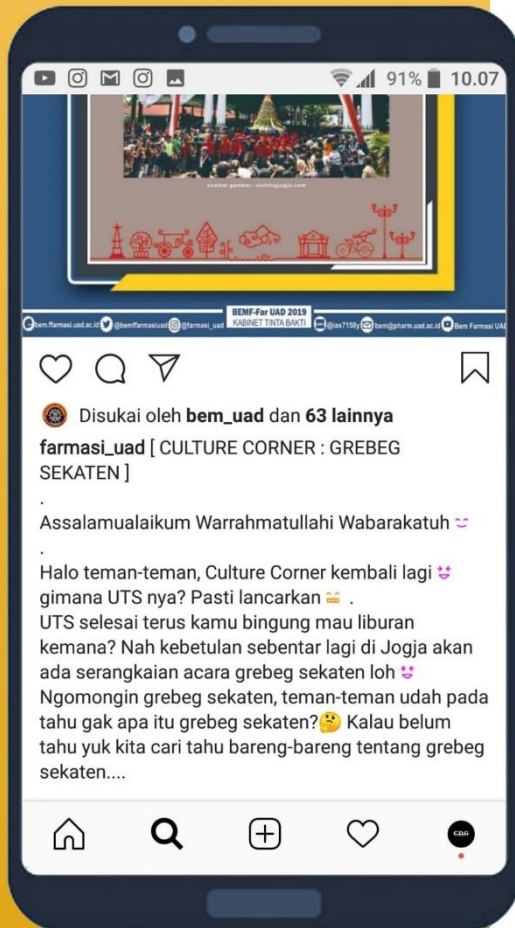 91% 10.07
sumber gambar : visitingjogja.com
BEMF-Far UAD 2019
KABINET TINTA BAKTI
bem.ffarmasi.uad.ac.id @bemffarmasiuad @farmasi_uad @iax7158y bem@pharm.uad.ac.id Bem Farmasi UAD
Disukai oleh bem_uad dan 63 lainnya
farmasi_uad [ CULTURE CORNER : GREBEG
SEKATEN ]
.
Assalamualaikum Warrahmatullahi Wabarakatuh
.
Halo teman-teman, Culture Corner kembali lagi
gimana UTS nya? Pasti lancarkan .
UTS selesai terus kamu bingung mau liburan
kemana? Nah kebetulan sebentar lagi di Jogja akan
ada serangkaian acara grebeg sekaten loh
Ngomongin grebeg sekaten, teman-teman udah pada
tahu gak apa itu grebeg sekaten?🤔 Kalau belum
tahu yuk kita cari tahu bareng-bareng tentang grebeg
sekaten....